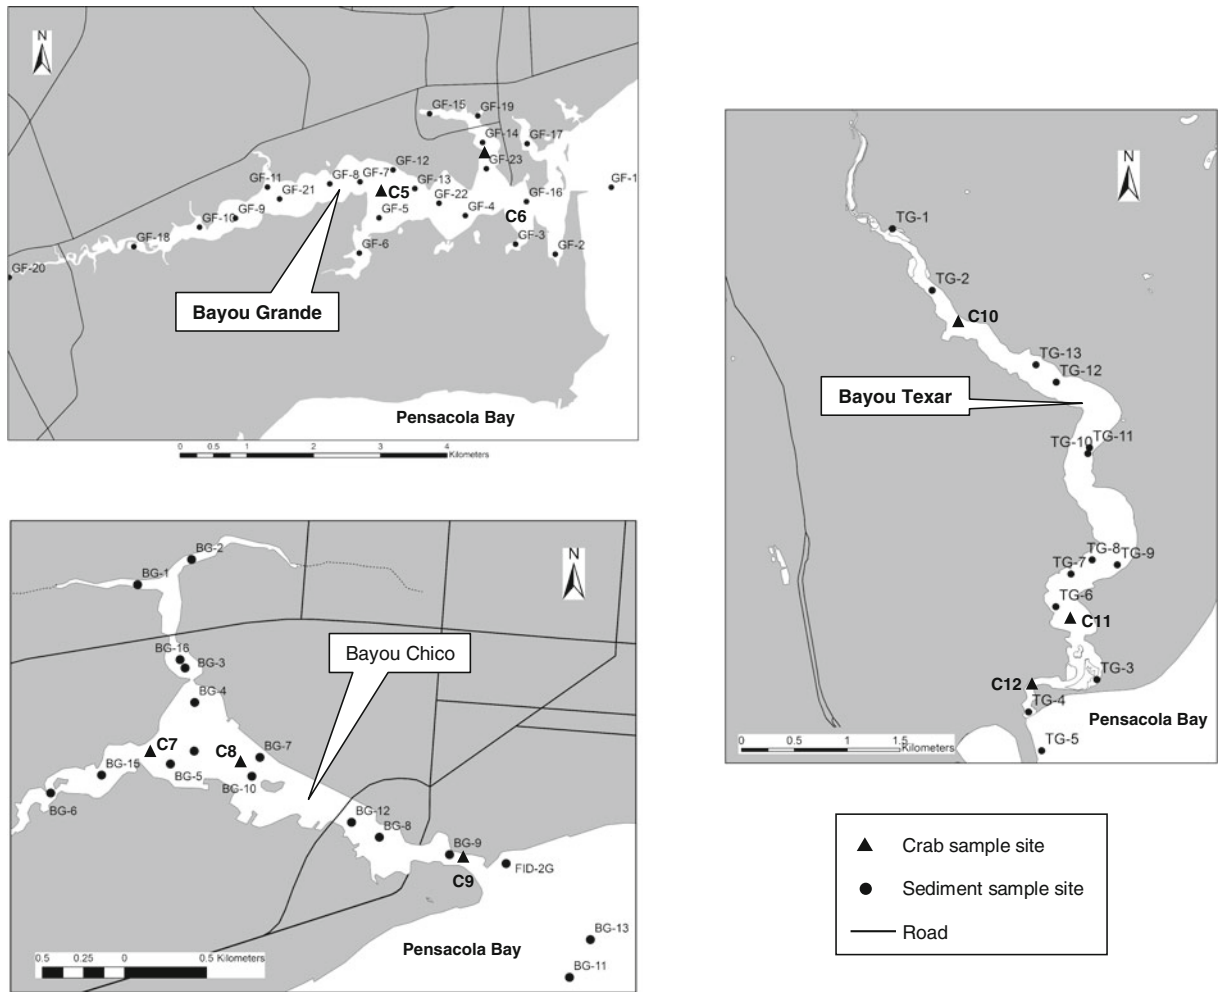 N
GF-15
GF-19
GF-14
GF-17
GF-12
GF-23
GF-11
GF-8
GF-7
GF-1
GF-21
C5
GF-13
GF-22
GF-16
GF-10
GF-9
GF-5
GF-4
C6
GF-18
GF-6
GF-3
GF-2
GF-20
Bayou Grande
Pensacola Bay
0 0.5 1 2 3 4
Kilometers
N
BG-2
BG-1
BG-16
BG-3
Bayou Chico
BG-4
C7
C8
BG-7
BG-15
BG-5
BG-10
BG-6
BG-12
BG-8
BG-9
FID-2G
C9
BG-13
Pensacola Bay
BG-11
0.5 0.25 0 0.5 Kilometers
N
TG-1
TG-2
C10
TG-13
TG-12
Bayou Texar
TG-11
TG-10
TG-8
TG-9
TG-7
TG-6
C11
TG-3
C12
TG-4
Pensacola Bay
TG-5
0 0.5 1 1.5
Kilometers
Crab sample site
Sediment sample site
Road